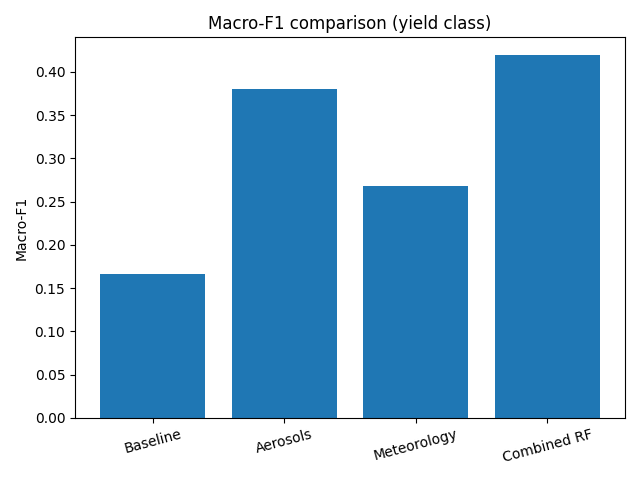 Macro-F1 comparison (yield class)
Macro-F1
0.40
0.35
0.30
0.25
0.20
0.15
0.10
0.05
0.00
Baseline
Aerosols
Meteorology
Combined RF